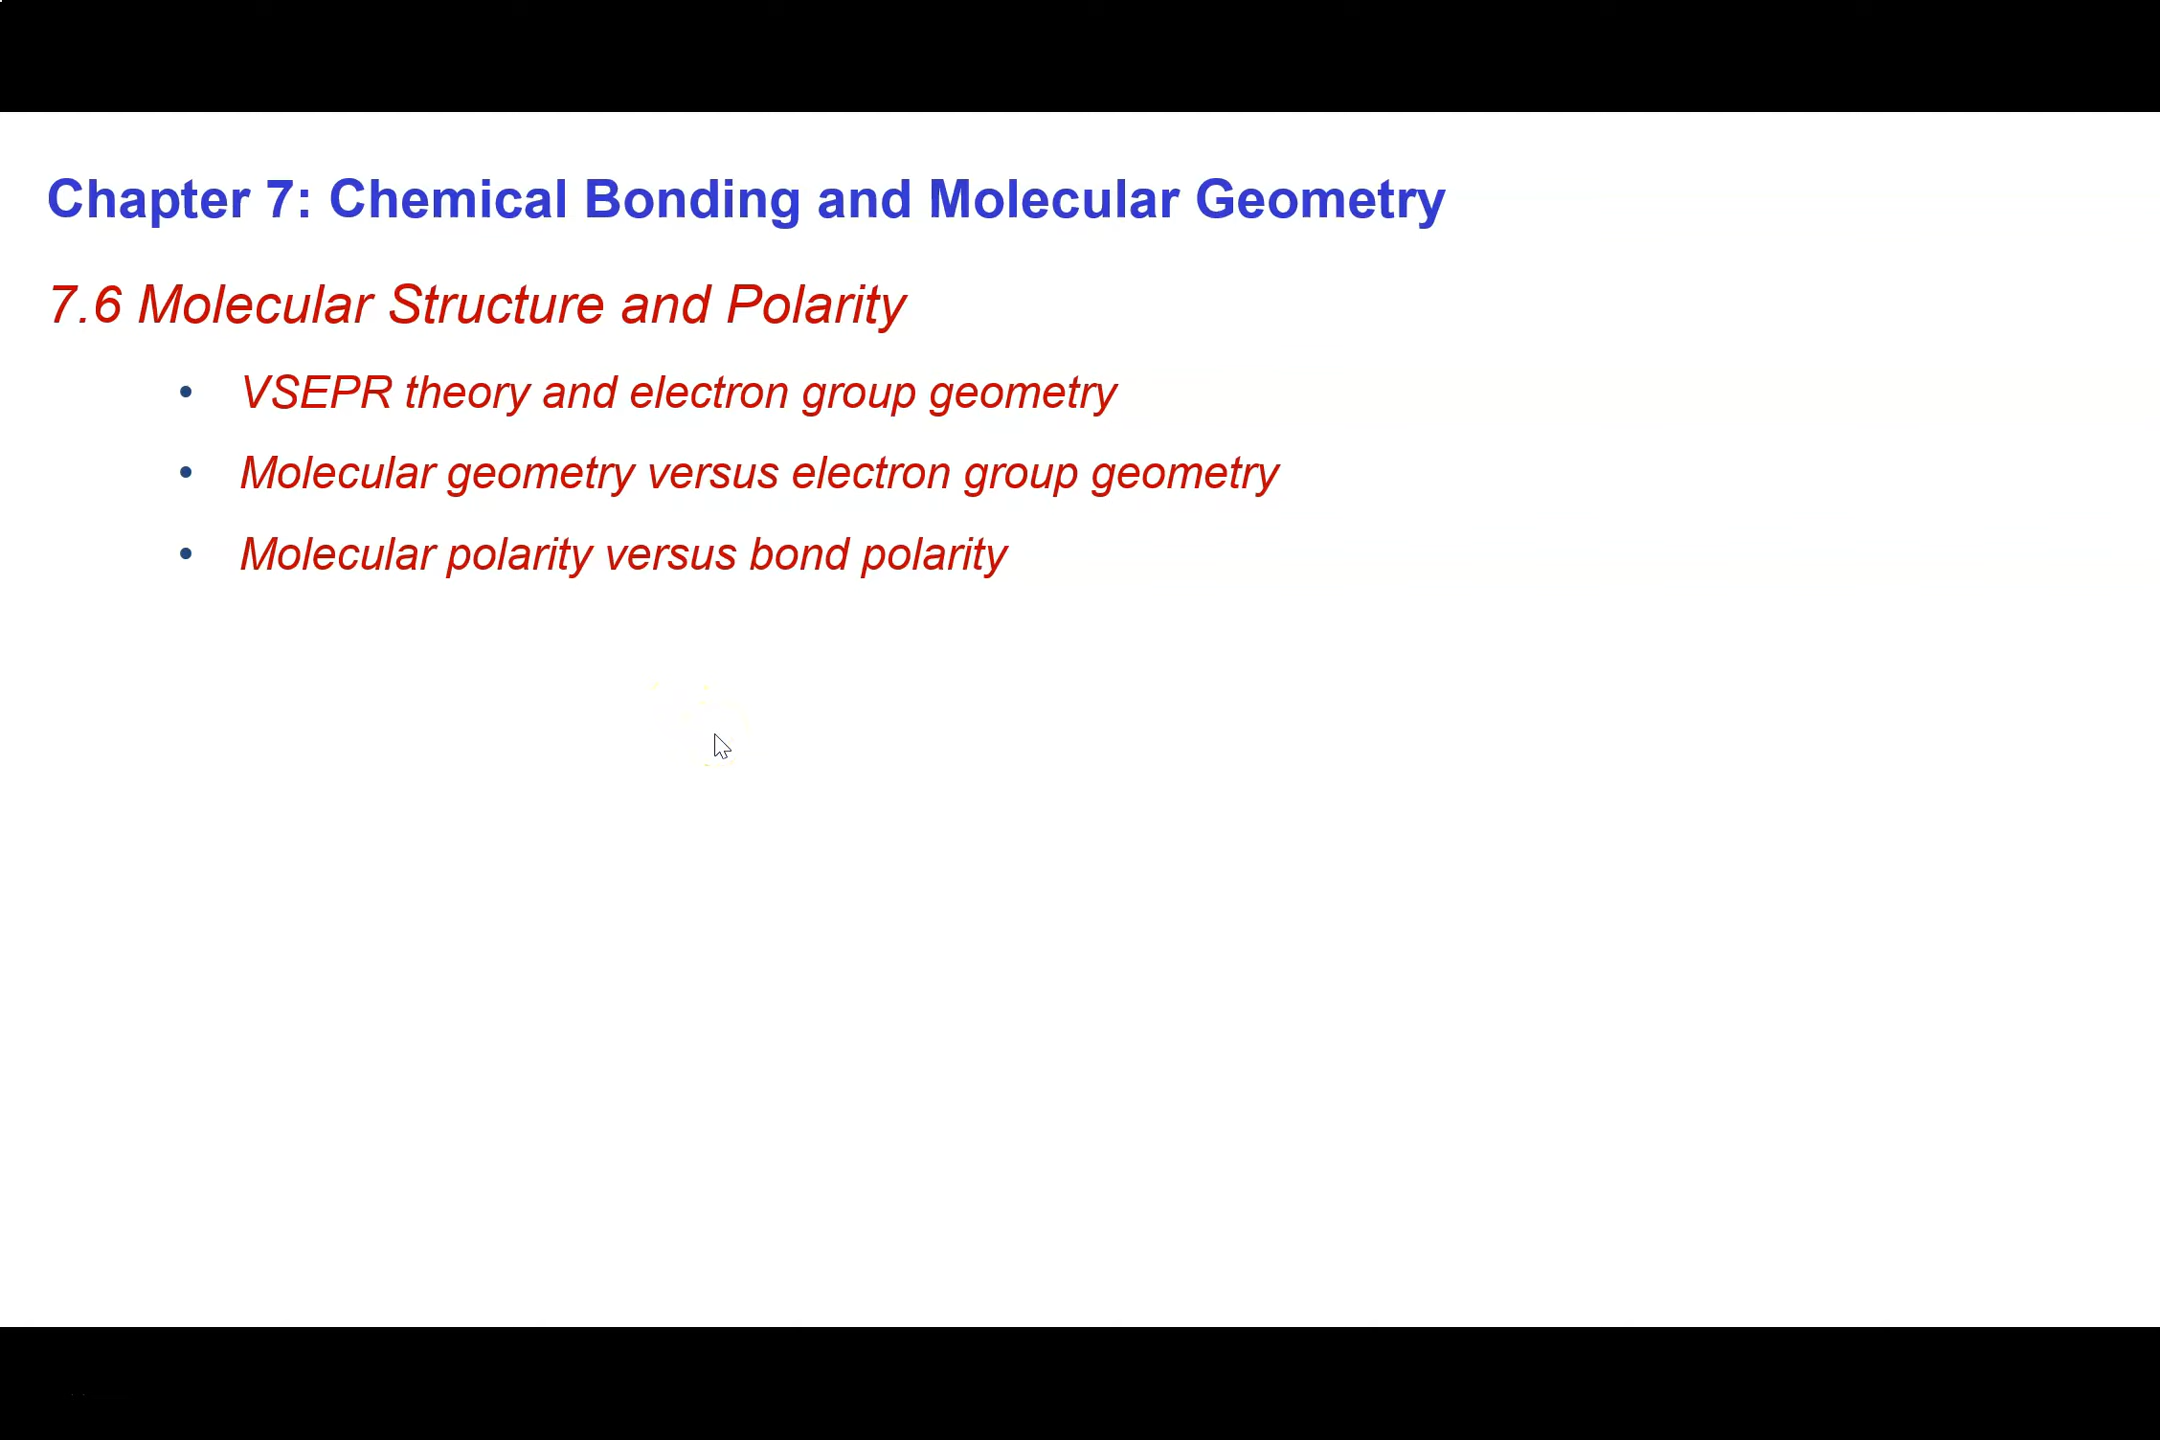 Chapter 7: Chemical Bonding and Molecular Geometry
7.6 Molecular Structure and Polarity
• VSEPR theory and electron group geometry
• Molecular geometry versus electron group geometry
• Molecular polarity versus bond polarity